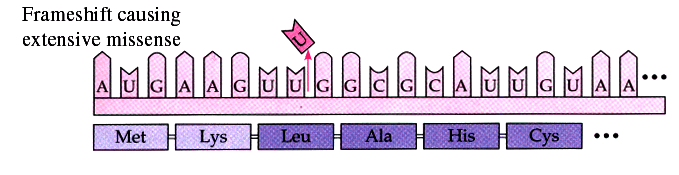 Frameshift causing
extensive missense
U
A U G A A G U U G G C G C A U U G U A A •••
Met Lys Leu Ala His Cys •••